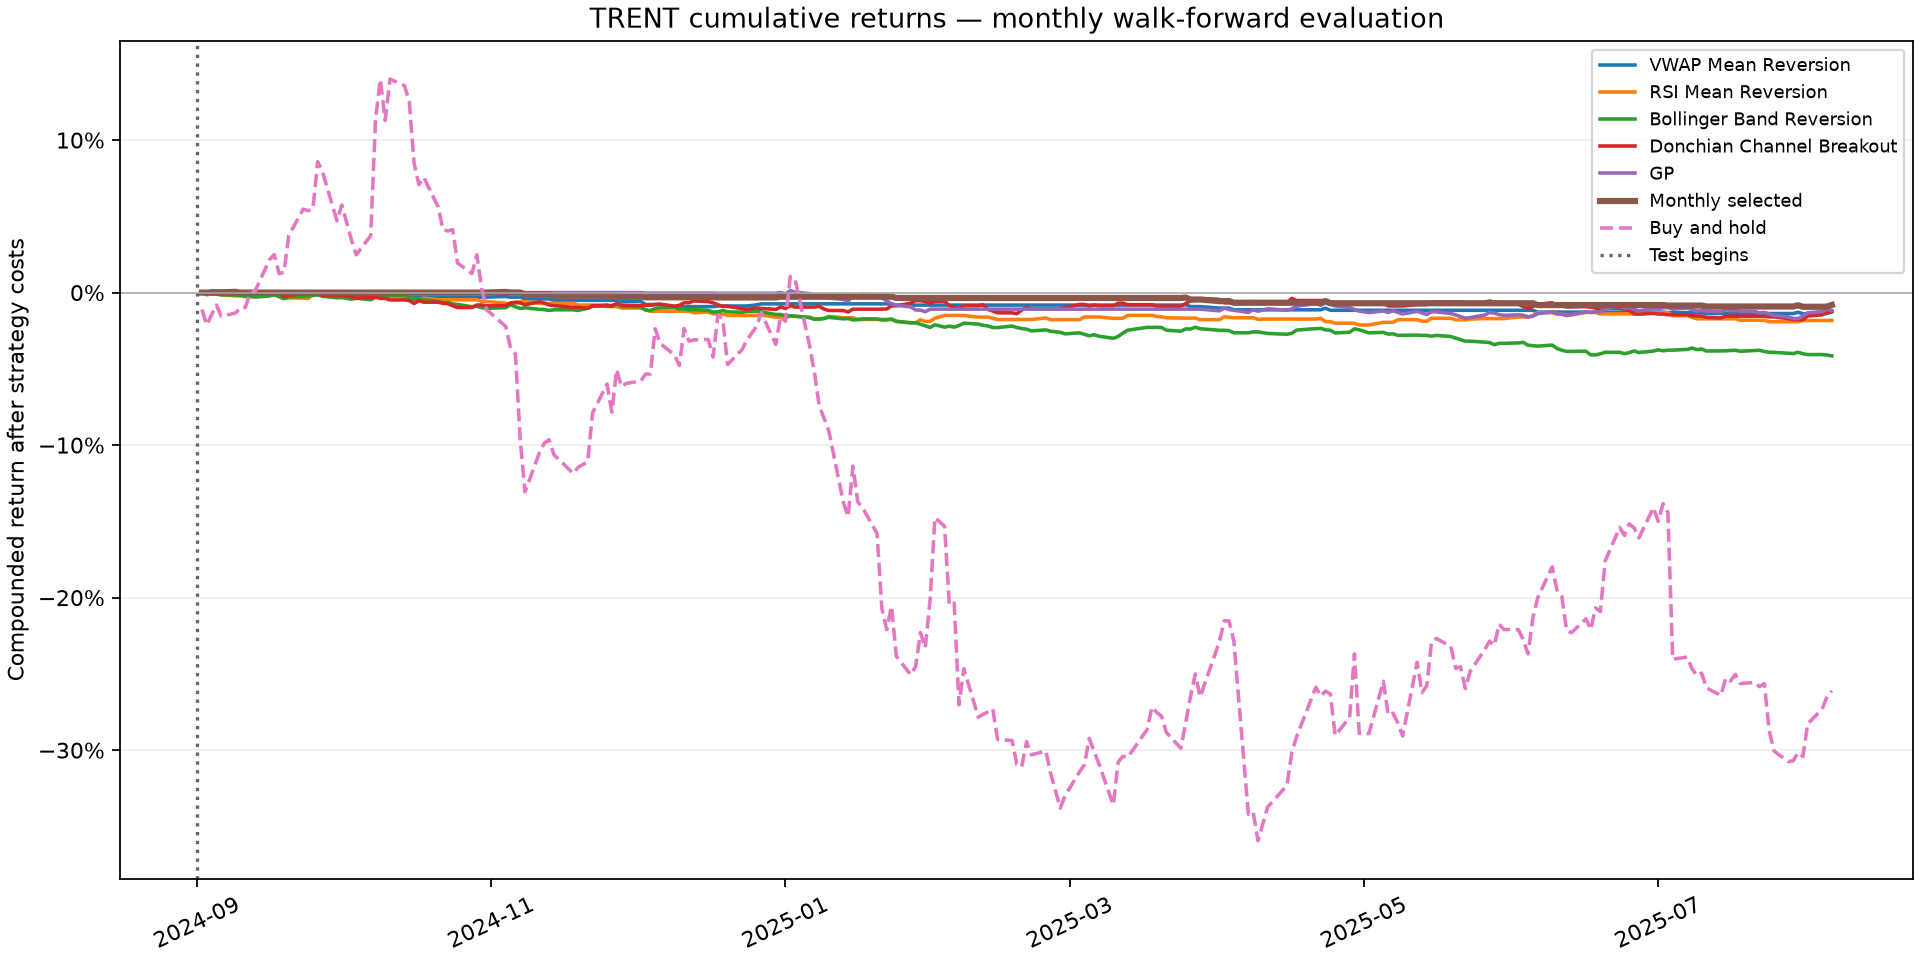 TRENT cumulative returns — monthly walk-forward evaluation
Compounded return after strategy costs
10%
0%
−10%
−20%
−30%
2024-09
2024-11
2025-01
2025-03
2025-05
2025-07
VWAP Mean Reversion
RSI Mean Reversion
Bollinger Band Reversion
Donchian Channel Breakout
GP
Monthly selected
Buy and hold
Test begins